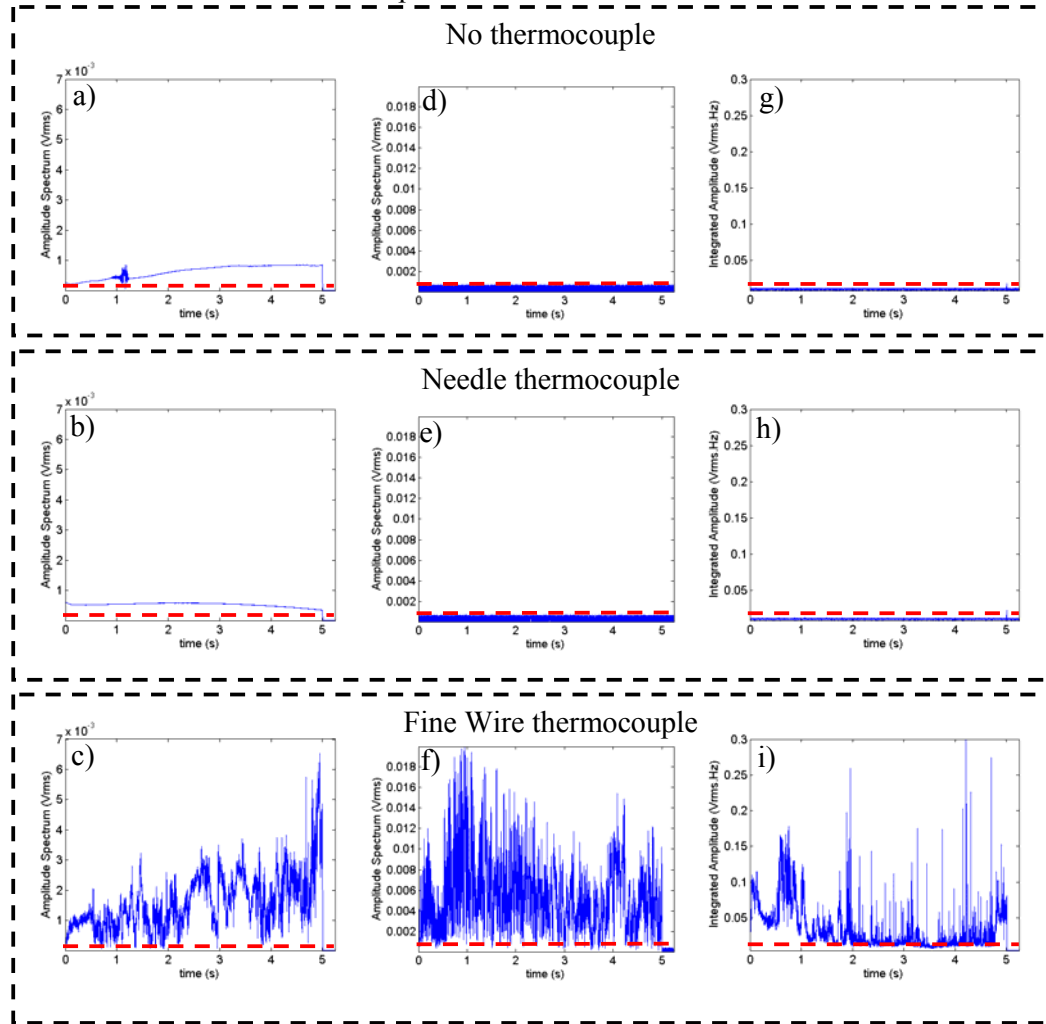 No thermocouple
a)
7 x 10^-3
6
5
4
3
2
1
0 1 2 3 4 5
time (s)
Amplitude Spectrum (Vrms)
d)
0.018
0.016
0.014
0.012
0.01
0.008
0.006
0.004
0.002
0 1 2 3 4 5
time (s)
Amplitude Spectrum (Vrms)
g)
0.3
0.25
0.2
0.15
0.1
0.05
0 1 2 3 4 5
time (s)
Integrated Amplitude (Vrms.Hz)
Needle thermocouple
b)
7 x 10^-3
6
5
4
3
2
1
0 1 2 3 4 5
time (s)
Amplitude Spectrum (Vrms)
e)
0.018
0.016
0.014
0.012
0.01
0.008
0.006
0.004
0.002
0 1 2 3 4 5
time (s)
Amplitude Spectrum (Vrms)
h)
0.3
0.25
0.2
0.15
0.1
0.05
0 1 2 3 4 5
time (s)
Integrated Amplitude (Vrms.Hz)
Fine Wire thermocouple
c)
7 x 10^-3
6
5
4
3
2
1
0 1 2 3 4 5
time (s)
Amplitude Spectrum (Vrms)
f)
0.018
0.016
0.014
0.012
0.01
0.008
0.006
0.004
0.002
0 1 2 3 4 5
time (s)
Amplitude Spectrum (Vrms)
i)
0.3
0.25
0.2
0.15
0.1
0.05
0 1 2 3 4 5
time (s)
Integrated Amplitude (Vrms.Hz)